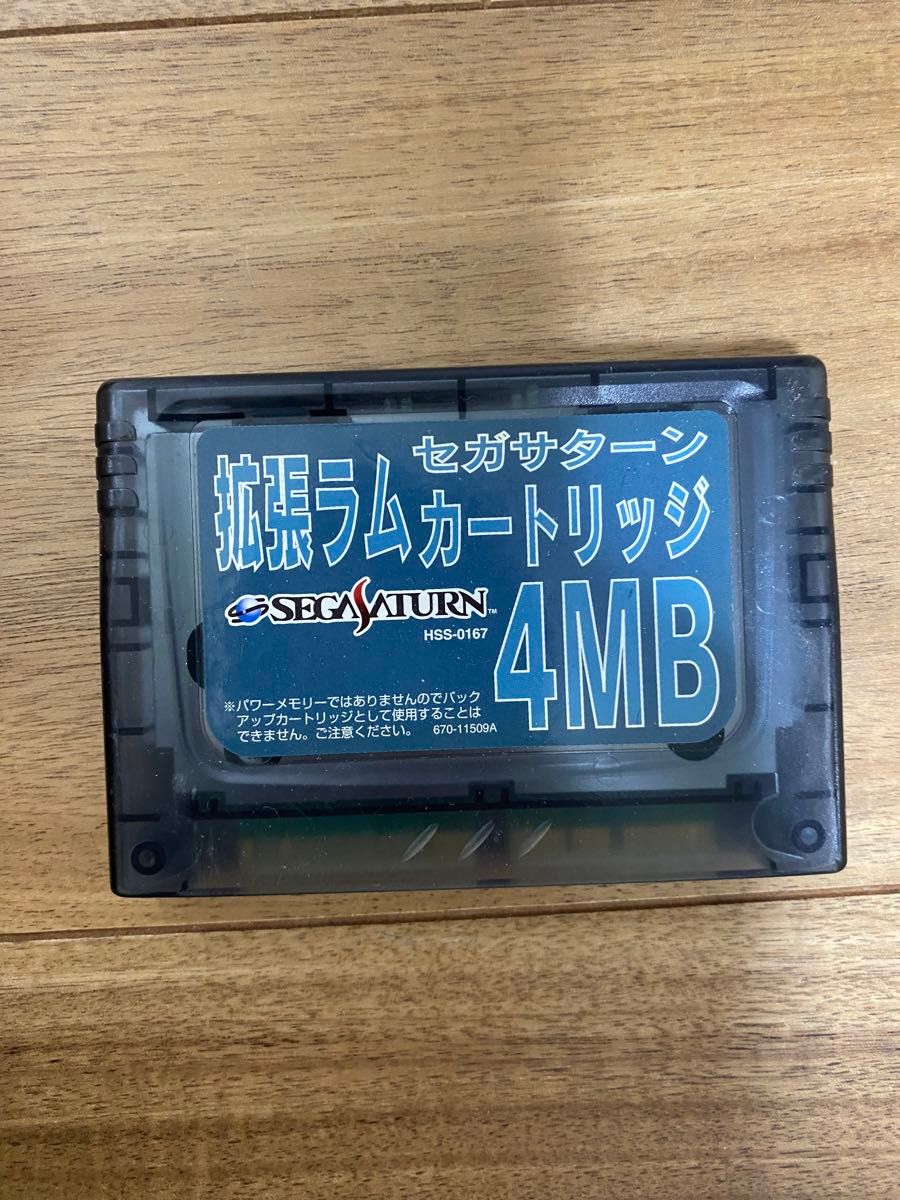 セガサターン
拡張ラムカートリッジ
SEGASATURN™
HSS-0167
4MB
※パワーメモリーではありませんのでバック
アップカートリッジとして使用することは
できません。ご注意ください。 670-11509A